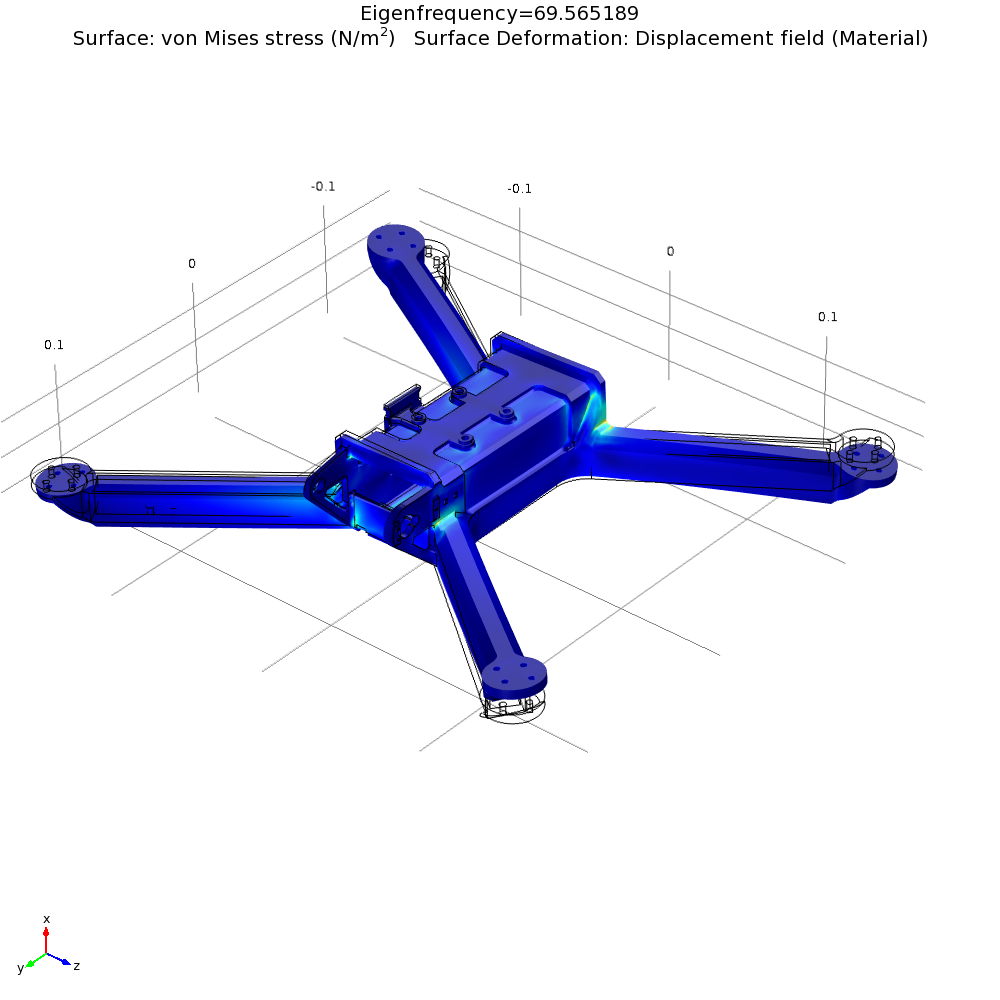 Eigenfrequency=69.565189
Surface: von Mises stress (N/m²) Surface Deformation: Displacement field (Material)
-0.1
-0.1
0
0
0.1
0.1
x
y
z